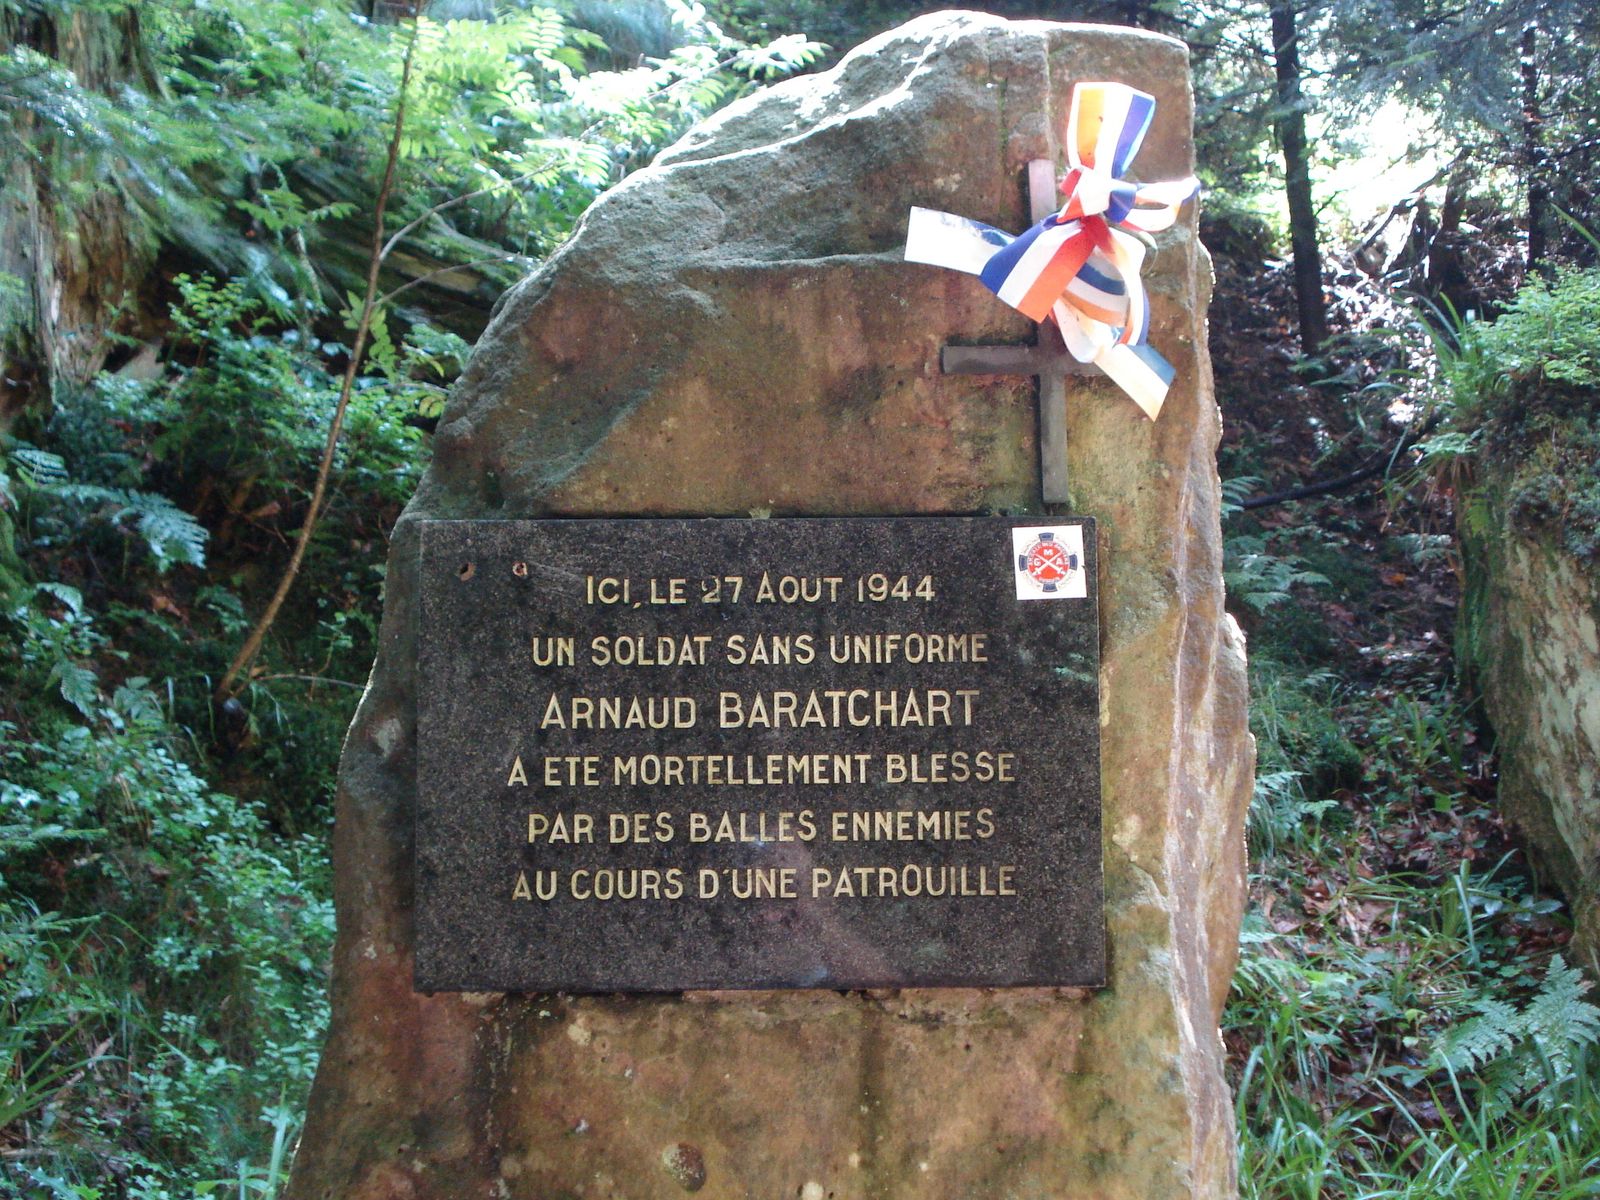 ICI, LE 27 AOUT 1944
UN SOLDAT SANS UNIFORME
ARNAUD BARATCHART
A ETE MORTELLEMENT BLESSE
PAR DES BALLES ENNEMIES
AU COURS D'UNE PATROUILLE